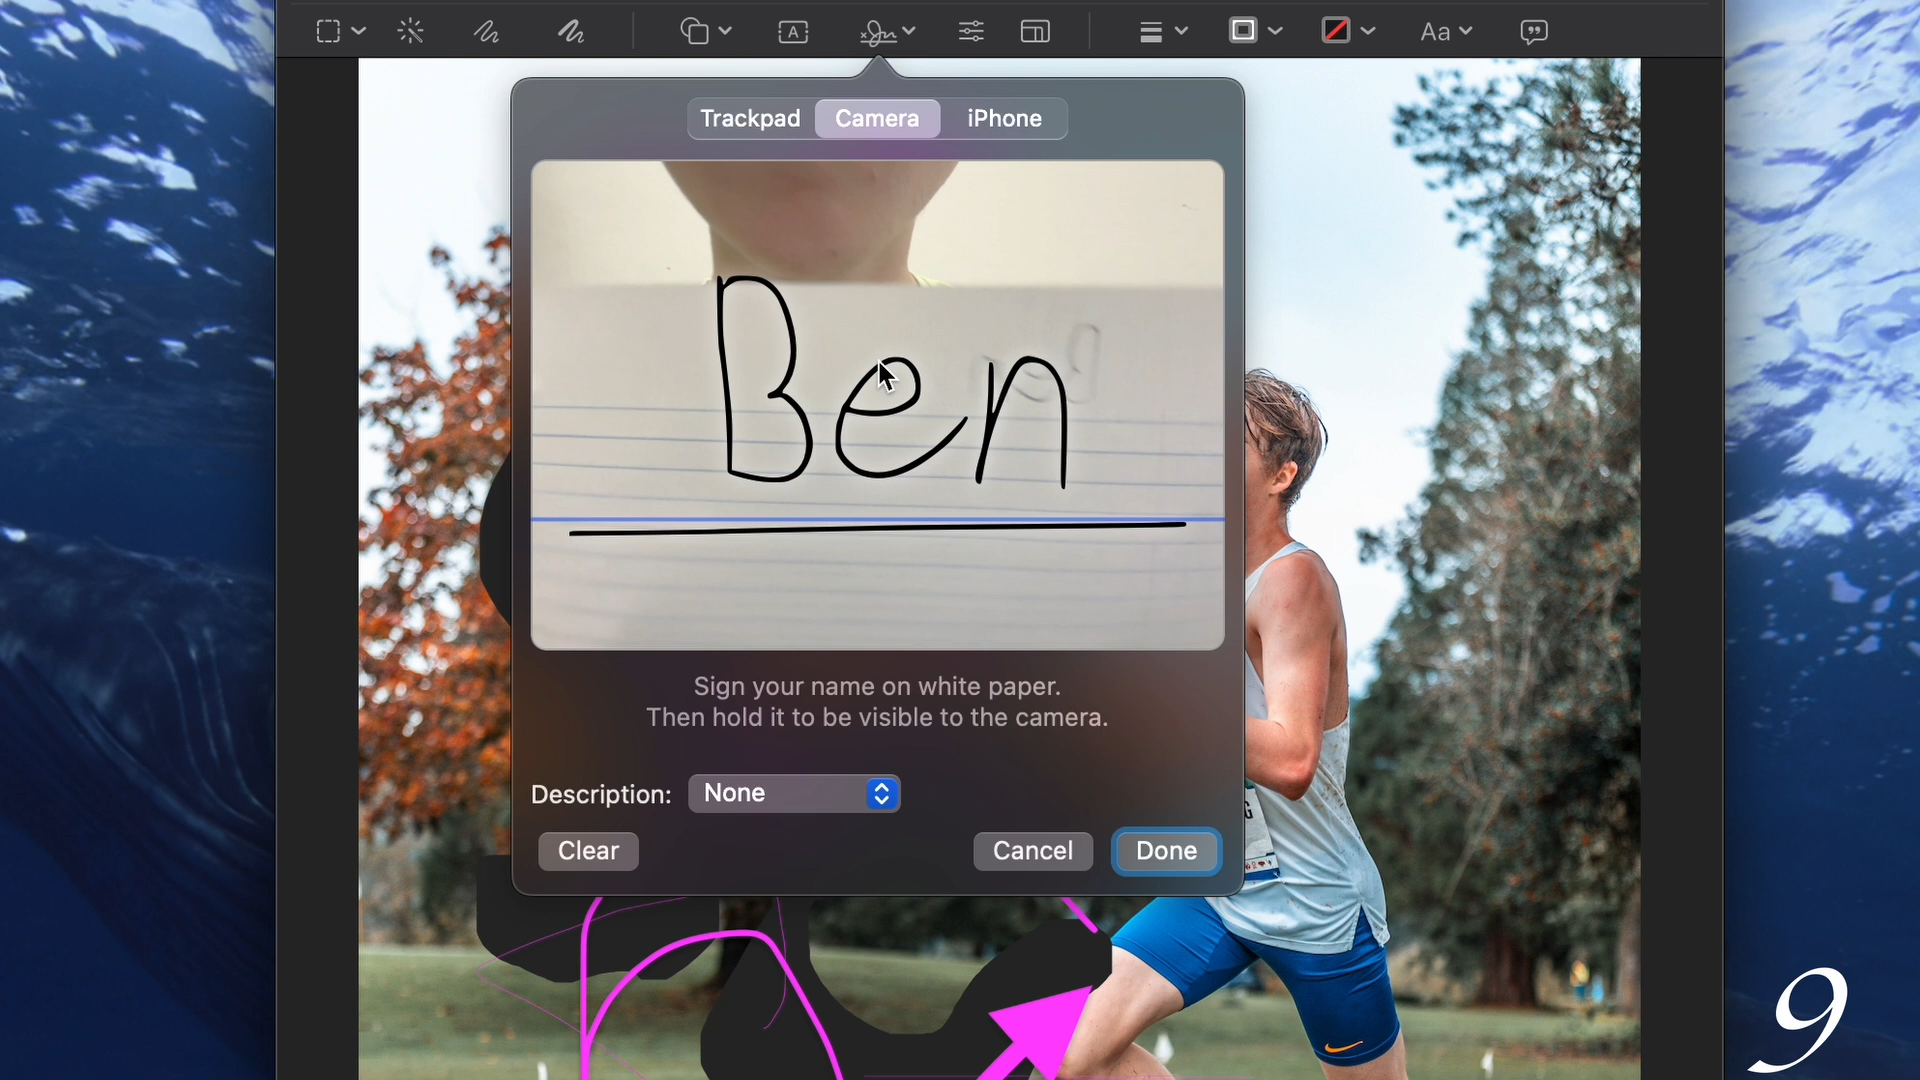 A Aa
Trackpad Camera iPhone
Ben
Sign your name on white paper.
Then hold it to be visible to the camera.
Description: None
Clear Cancel Done
G
9